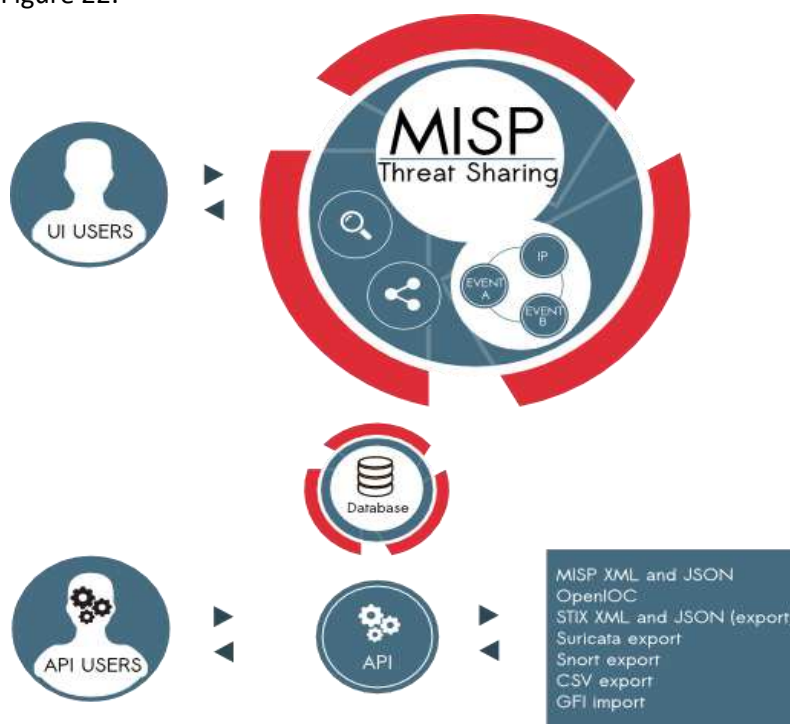 Figure 22.
MISP
Threat Sharing
UI USERS
IP
EVENT
A
EVENT
B
Database
MISP XML and JSON
OpenIOC
STIX XML and JSON (export
Suricata export
Snort export
CSV export
GFI import
API
API USERS